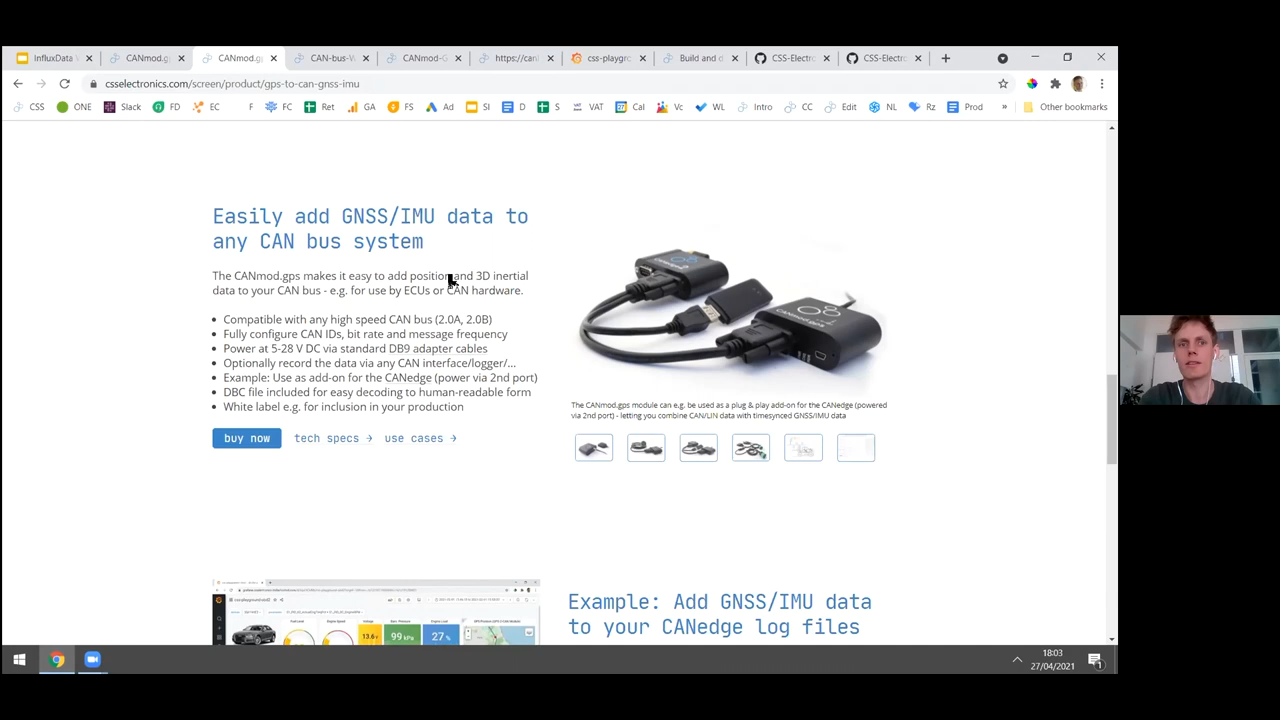 InfluxData
CANmod.g
CANmod.g
CAN-bus-V
CANmod-G
https://can
css-playgro
Build and d
CSS-Electro
CSS-Electro
csselectronics.com/screen/product/gps-to-can-gnss-imu
CSS
ONE
Slack
FD
EC
F
FC
Ret
GA
FS
Ad
SI
D
S
VAT
Cal
Vc
WL
Intro
CC
Edit
NL
Rz
Prod
»
Other bookmarks
Easily add GNSS/IMU data to
any CAN bus system
The CANmod.gps makes it easy to add position and 3D inertial
data to your CAN bus - e.g. for use by ECUs or CAN hardware.
• Compatible with any high speed CAN bus (2.0A, 2.0B)
• Fully configure CAN IDs, bit rate and message frequency
• Power at 5-28 V DC via standard DB9 adapter cables
• Optionally record the data via any CAN interface/logger/...
• Example: Use as add-on for the CANedge (power via 2nd port)
• DBC file included for easy decoding to human-readable form
• White label e.g. for inclusion in your production
buy now
tech specs →
use cases →
The CANmod.gps module can e.g. be used as a plug & play add-on for the CANedge (powered
via 2nd port) - letting you combine CAN/LIN data with timesynced GNSS/IMU data
Example: Add GNSS/IMU data
to your CANedge log files
13.6
99 kPa
27 %
18:03
27/04/2021
1